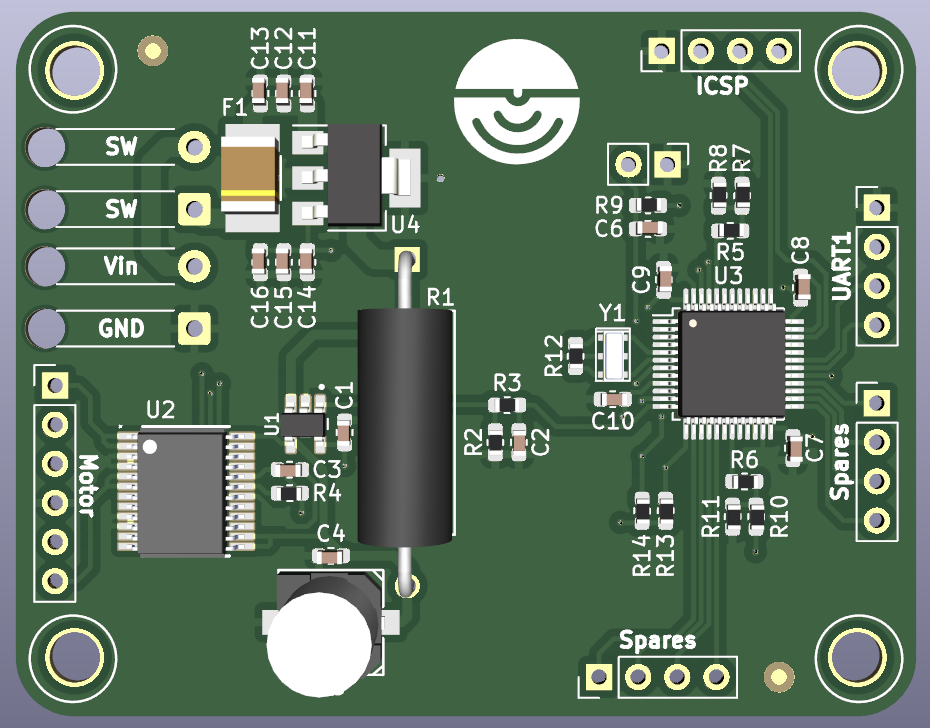 C13
C12
C11
ICSP
F1
SW
R8
R7
SW
R9
U4
C6
R5
UART1
C8
Vin
C9
U3
C16
C15
C14
R1
GND
Y1
R12
R3
U2
U1
C1
C10
R2
C2
C7
Spares
Motor
C3
R6
R4
R11
R10
C4
R14
R13
Spares